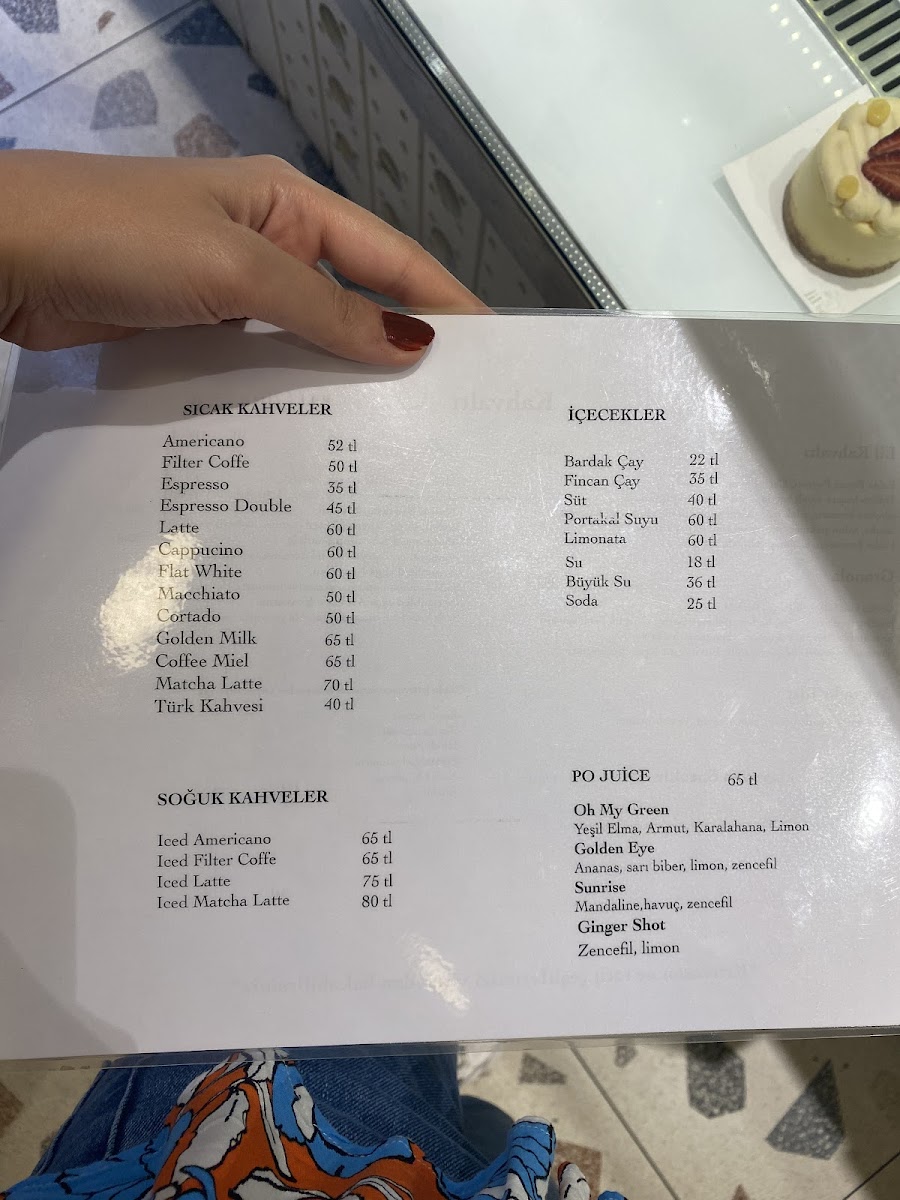 SICAK KAHVELER
Americano 52 tl
Filter Coffe 50 tl
Espresso 35 tl
Espresso Double 45 tl
Latte 60 tl
Cappucino 60 tl
Flat White 60 tl
Macchiato 50 tl
Cortado 50 tl
Golden Milk 65 tl
Coffee Miel 65 tl
Matcha Latte 70 tl
Türk Kahvesi 40 tl
SOĞUK KAHVELER
Iced Americano 65 tl
Iced Filter Coffe 65 tl
Iced Latte 75 tl
Iced Matcha Latte 80 tl
İÇECEKLER
Bardak Çay 22 tl
Fincan Çay 35 tl
Süt 40 tl
Portakal Suyu 60 tl
Limonata 60 tl
Su 18 tl
Büyük Su 36 tl
Soda 25 tl
PO JUİCE 65 tl
Oh My Green
Yeşil Elma, Armut, Karalahana, Limon
Golden Eye
Ananas, sarı biber, limon, zencefil
Sunrise
Mandaline,havuç, zencefil
Ginger Shot
Zencefil, limon